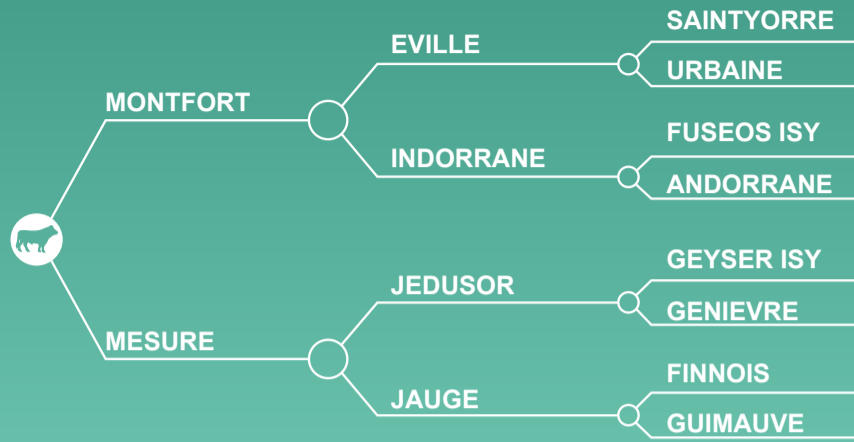 SAINTYORRE
EVILLE
URBAINE
MONTFORT
FUSEOS ISY
INDORRANE
ANDORRANE
GEYSER ISY
JEDUSOR
GENIEVRE
MESURE
FINNOIS
JAUGE
GUIMAUVE